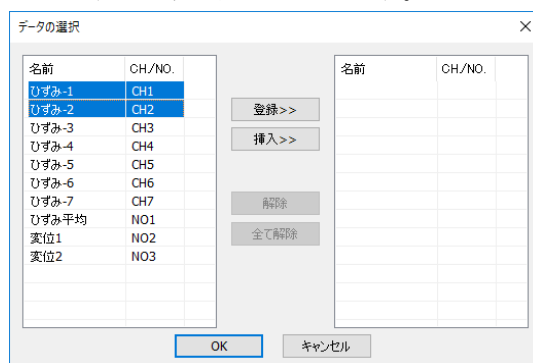 データの選択
名前 CH/NO.
ひずみ-1 CH1
ひずみ-2 CH2
ひずみ-3 CH3
ひずみ-4 CH4
ひずみ-5 CH5
ひずみ-6 CH6
ひずみ-7 CH7
ひずみ平均 NO1
変位1 NO2
変位2 NO3
登録>>
挿入>>
解除
全て解除
名前 CH/NO.
OK キャンセル